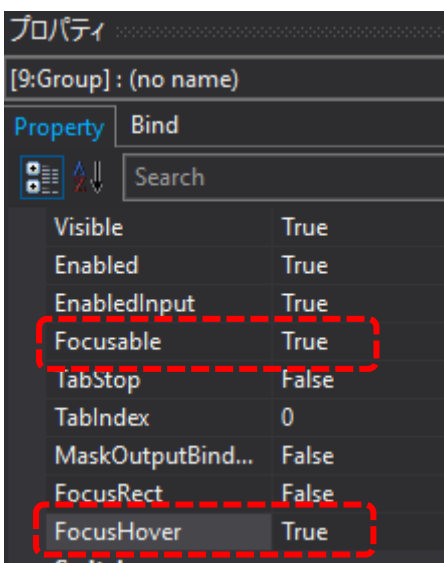 プロパティ
[9:Group] : (no name)
Property Bind
Search
Visible True
Enabled True
EnabledInput True
Focusable True
TabStop False
TabIndex 0
MaskOutputBind... False
FocusRect False
FocusHover True